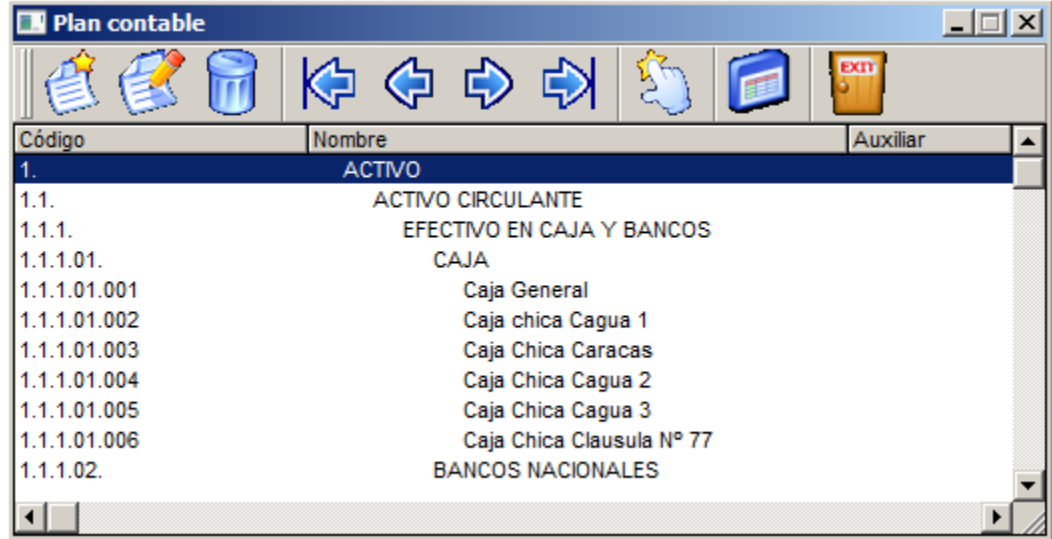 Plan contable
EXIT
Código Nombre Auxiliar
1. ACTIVO
1.1. ACTIVO CIRCULANTE
1.1.1. EFECTIVO EN CAJA Y BANCOS
1.1.1.01. CAJA
1.1.1.01.001 Caja General
1.1.1.01.002 Caja chica Cagua 1
1.1.1.01.003 Caja Chica Caracas
1.1.1.01.004 Caja Chica Cagua 2
1.1.1.01.005 Caja Chica Cagua 3
1.1.1.01.006 Caja Chica Clausula Nº 77
1.1.1.02. BANCOS NACIONALES